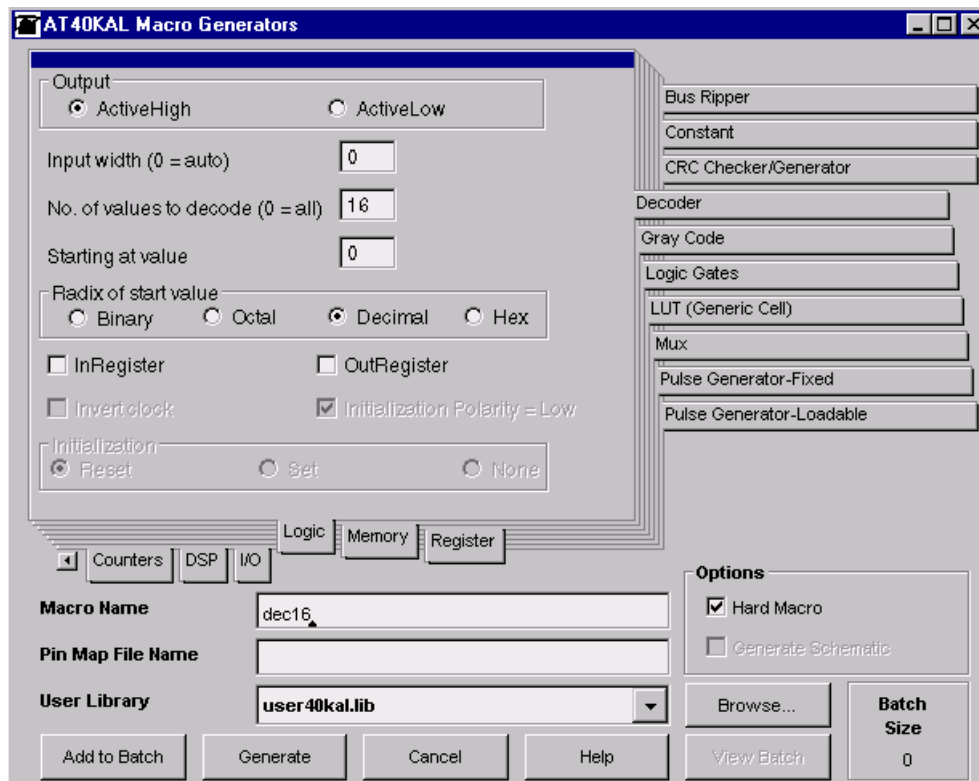 AT40KAL Macro Generators
Output
ActiveHigh ActiveLow
Input width (0 = auto) 0
No. of values to decode (0 = all) 16
Starting at value 0
Radix of start value
Binary Octal Decimal Hex
InRegister OutRegister
Invert clock Initialization Polarity = Low
Initialization
Reset Set None
Bus Ripper
Constant
CRC Checker/Generator
Decoder
Gray Code
Logic Gates
LUT (Generic Cell)
Mux
Pulse Generator-Fixed
Pulse Generator-Loadable
Logic Memory Register
Counters DSP I/O
Macro Name dec16
Pin Map File Name
User Library user40kal.lib
Options
Hard Macro
Generate Schematic
Browse...
Batch Size
0
Add to Batch Generate Cancel Help View Batch